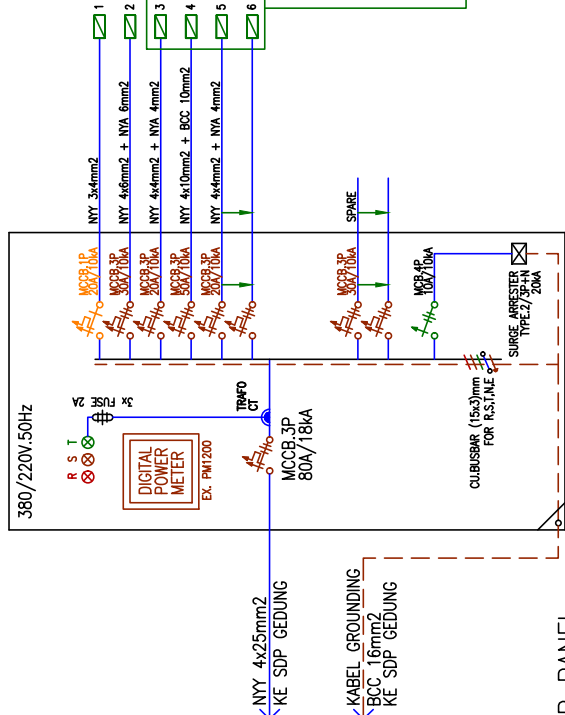 1
2
3
4
5
6
NYY 3x4mm2
NYY 4x6mm2 + NYA 6mm2
NYY 4x4mm2 + NYA 4mm2
NYY 4x10mm2 + BCC 10mm2
NYY 4x4mm2 + NYA 4mm2
SPARE
MCCB.1P
20A/10kA
MCCB.3P
30A/10kA
MCCB.3P
20A/10kA
MCCB.3P
50A/10kA
MCCB.3P
20A/10kA
MCCB.3P
30A/10kA
MCB.4P
10A/10kA
SURGE ARRESTER
TYPE.2/3P+N
20kA
380/220V.50Hz
R S T
3x FUSE 2A
DIGITAL
POWER
METER
EX. PM1200
TRAFO
CT
MCCB.3P
80A/18kA
CU.BUSBAR (15x3)mm
FOR R.S.T.N.E
NYY 4x25mm2
KE SDP GEDUNG
KABEL GROUNDING
BCC 16mm2
KE SDP GEDUNG